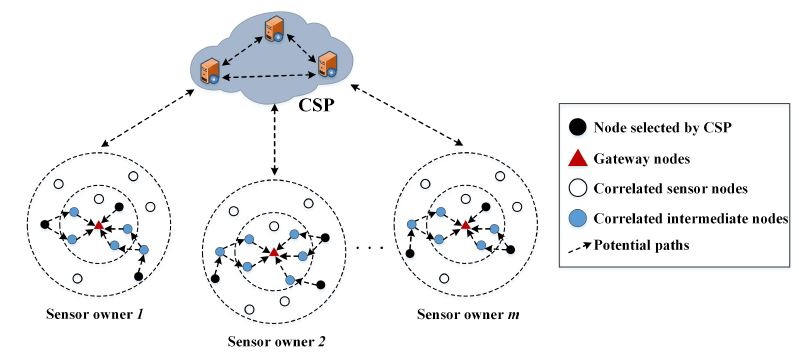 CSP
Sensor owner 1
Sensor owner 2
. . .
Sensor owner m
Node selected by CSP
Gateway nodes
Correlated sensor nodes
Correlated intermediate nodes
Potential paths